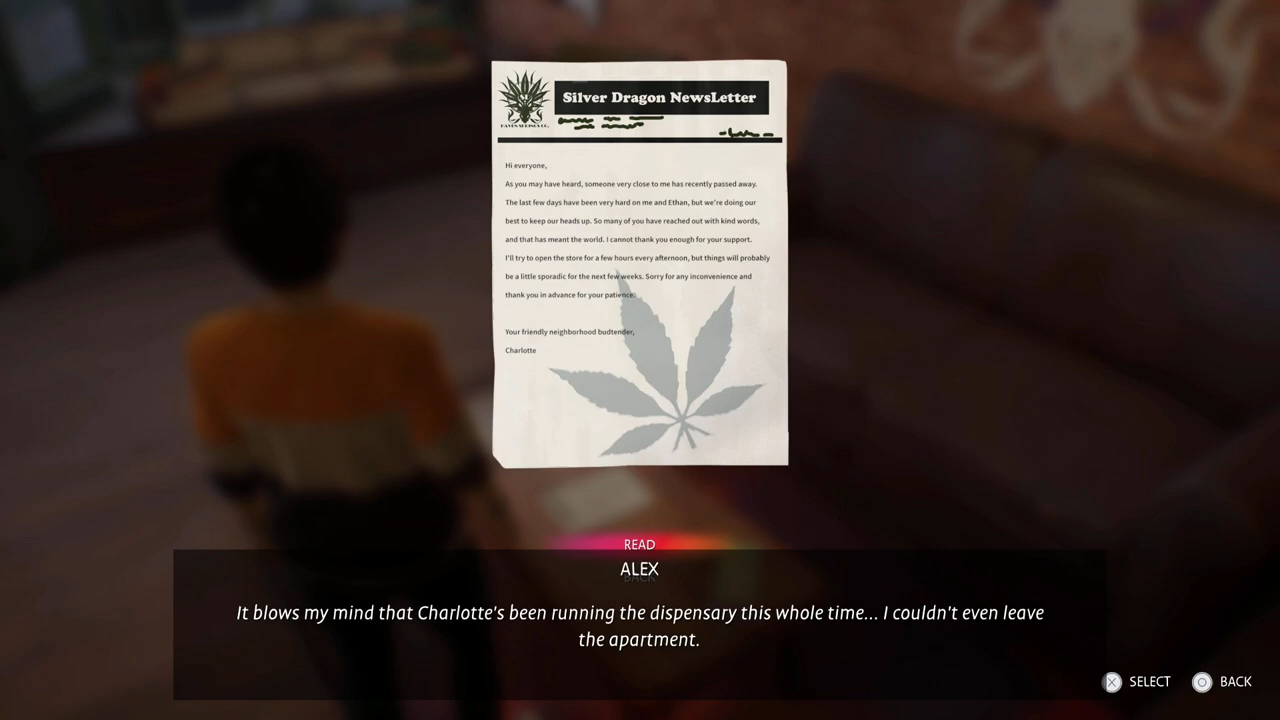 Silver Dragon NewsLetter
HAVEN SPRINGS CO.
Hi everyone,
As you may have heard, someone very close to me has recently passed away.
The last few days have been very hard on me and Ethan, but we're doing our
best to keep our heads up. So many of you have reached out with kind words,
and that has meant the world. I cannot thank you enough for your support.
I'll try to open the store for a few hours every afternoon, but things will probably
be a little sporadic for the next few weeks. Sorry for any inconvenience and
thank you in advance for your patience.
Your friendly neighborhood budtender,
Charlotte
READ
ALEX
BACK
It blows my mind that Charlotte's been running the dispensary this whole time... I couldn't even leave
the apartment.
SELECT BACK